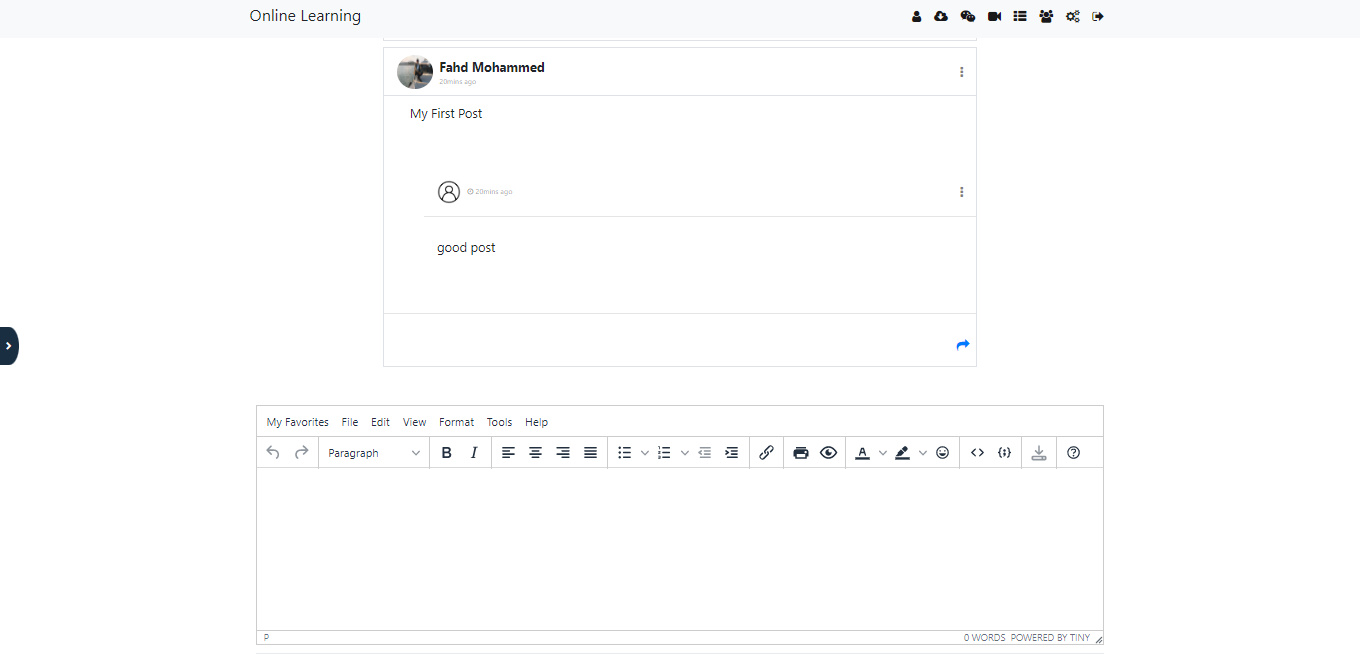 Online Learning
Fahd Mohammed
20mins ago
My First Post
20mins ago
good post
My Favorites File Edit View Format Tools Help
Paragraph B I A
P 0 WORDS POWERED BY TINY